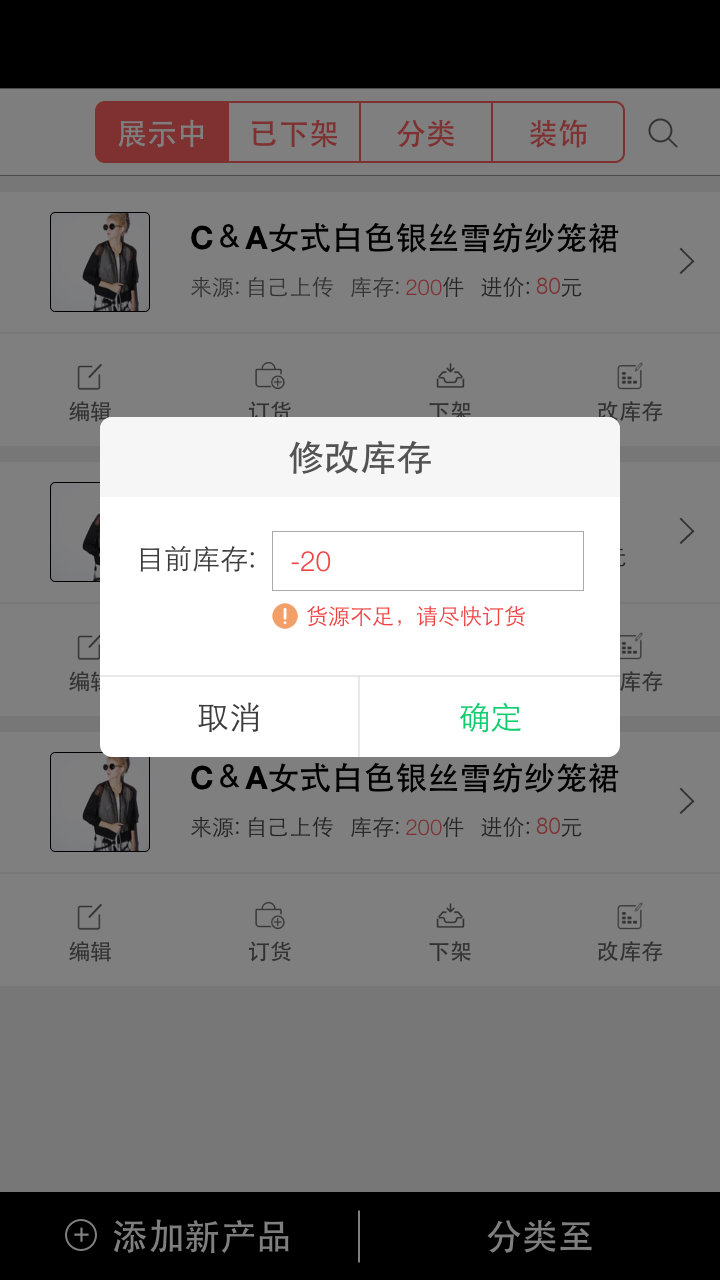 展示中 已下架 分类 装饰
C&A女式白色银丝雪纺纱笼裙
来源: 自己上传 库存: 200件 进价: 80元
编辑 订货 下架 改库存
修改库存
目前库存: -20
货源不足，请尽快订货
元
编辑 库存
取消 确定
C&A女式白色银丝雪纺纱笼裙
来源: 自己上传 库存: 200件 进价: 80元
编辑 订货 下架 改库存
添加新产品 分类至